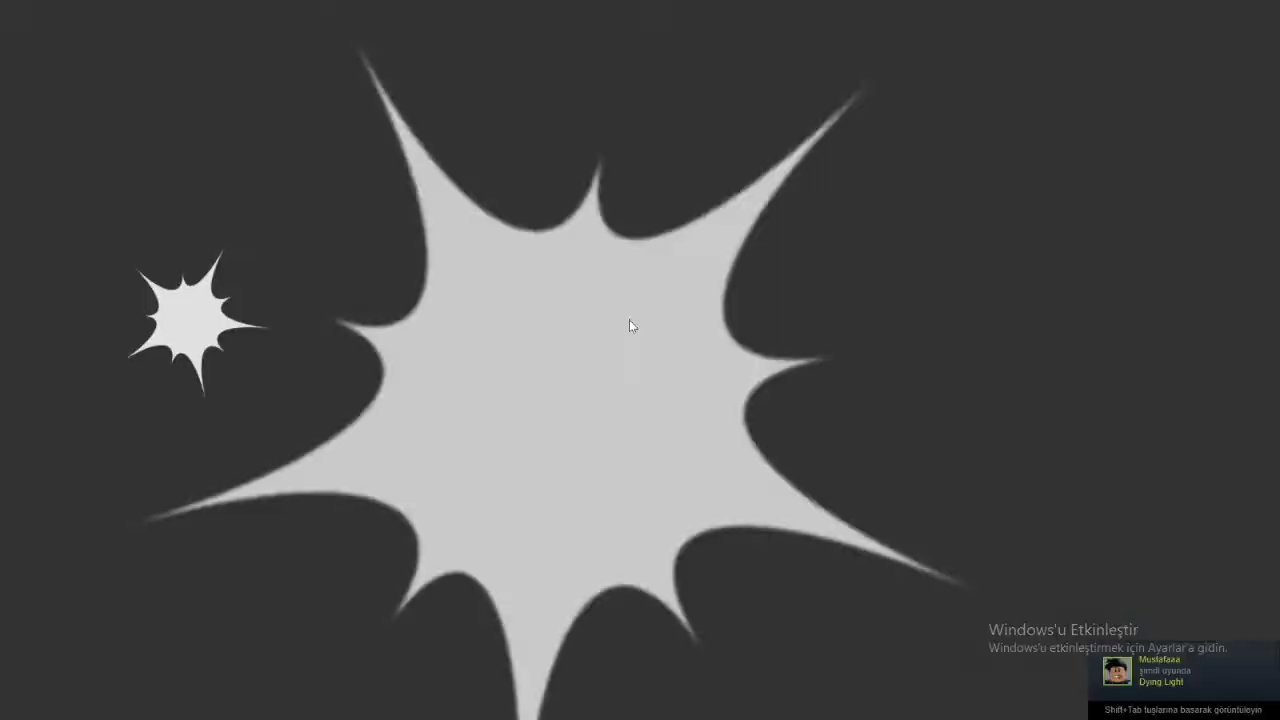 Windows'u Etkinleştir
Windows'u etkinleştirmek için Ayarlar'a gidin.
Mustafaaa
şimdi oyunda
Dying Light
Shift+Tab tuşlarına basarak görüntüleyin